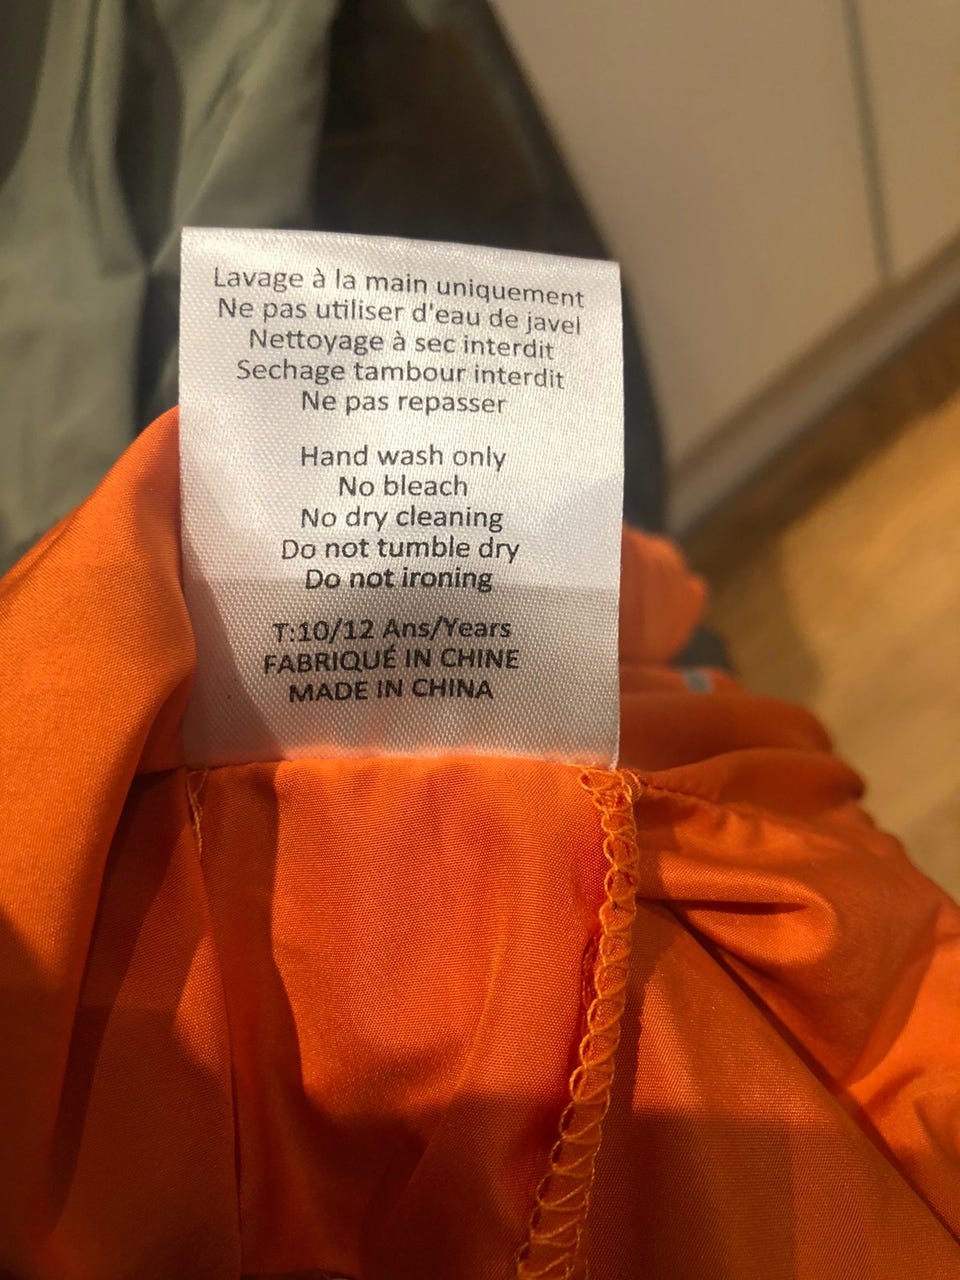 Lavage à la main uniquement
Ne pas utiliser d'eau de javel
Nettoyage à sec interdit
Sechage tambour interdit
Ne pas repasser
Hand wash only
No bleach
No dry cleaning
Do not tumble dry
Do not ironing
T:10/12 Ans/Years
FABRIQUÉ IN CHINE
MADE IN CHINA